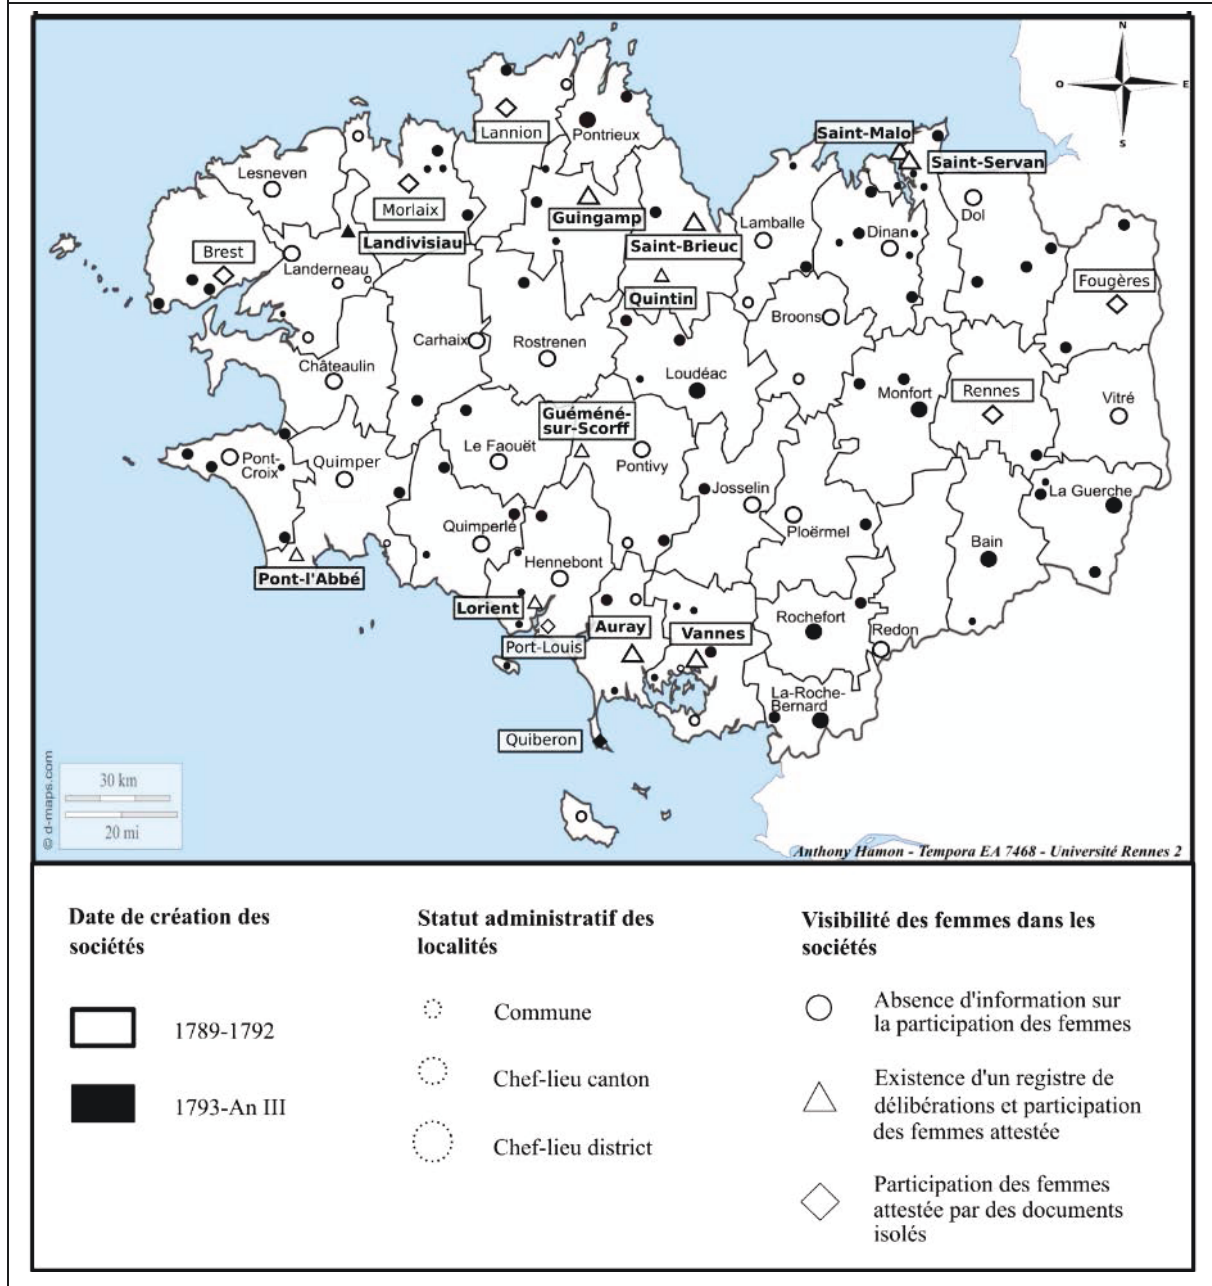 N
O
E
S
Lannion
Pontrieux
Saint-Malo
Saint-Servan
Lesneven
Morlaix
Guingamp
Dol
Landivisiau
Saint-Brieuc
Lamballe
Dinan
Brest
Landerneau
Quintin
Fougères
Broons
Carhaix
Rostrenen
Châteaulin
Loudéac
Monfort
Rennes
Vitré
Guéméné-
sur-Scorff
Le Faouët
Pont-
Croix
Quimper
Pontivy
Josselin
La Guerche
Quimperlé
Ploërmel
Bain
Hennebont
Pont-l'Abbé
Lorient
Auray
Vannes
Rochefort
Redon
Port-Louis
La-Roche-
Bernard
Quiberon
© d-maps.com
30 km
20 mi
Anthony Hamon - Tempora EA 7468 - Université Rennes 2
Date de création des
sociétés
1789-1792
1793-An III
Statut administratif des
localités
Commune
Chef-lieu canton
Chef-lieu district
Visibilité des femmes dans les
sociétés
Absence d'information sur
la participation des femmes
Existence d'un registre de
délibérations et participation
des femmes attestée
Participation des femmes
attestée par des documents
isolés